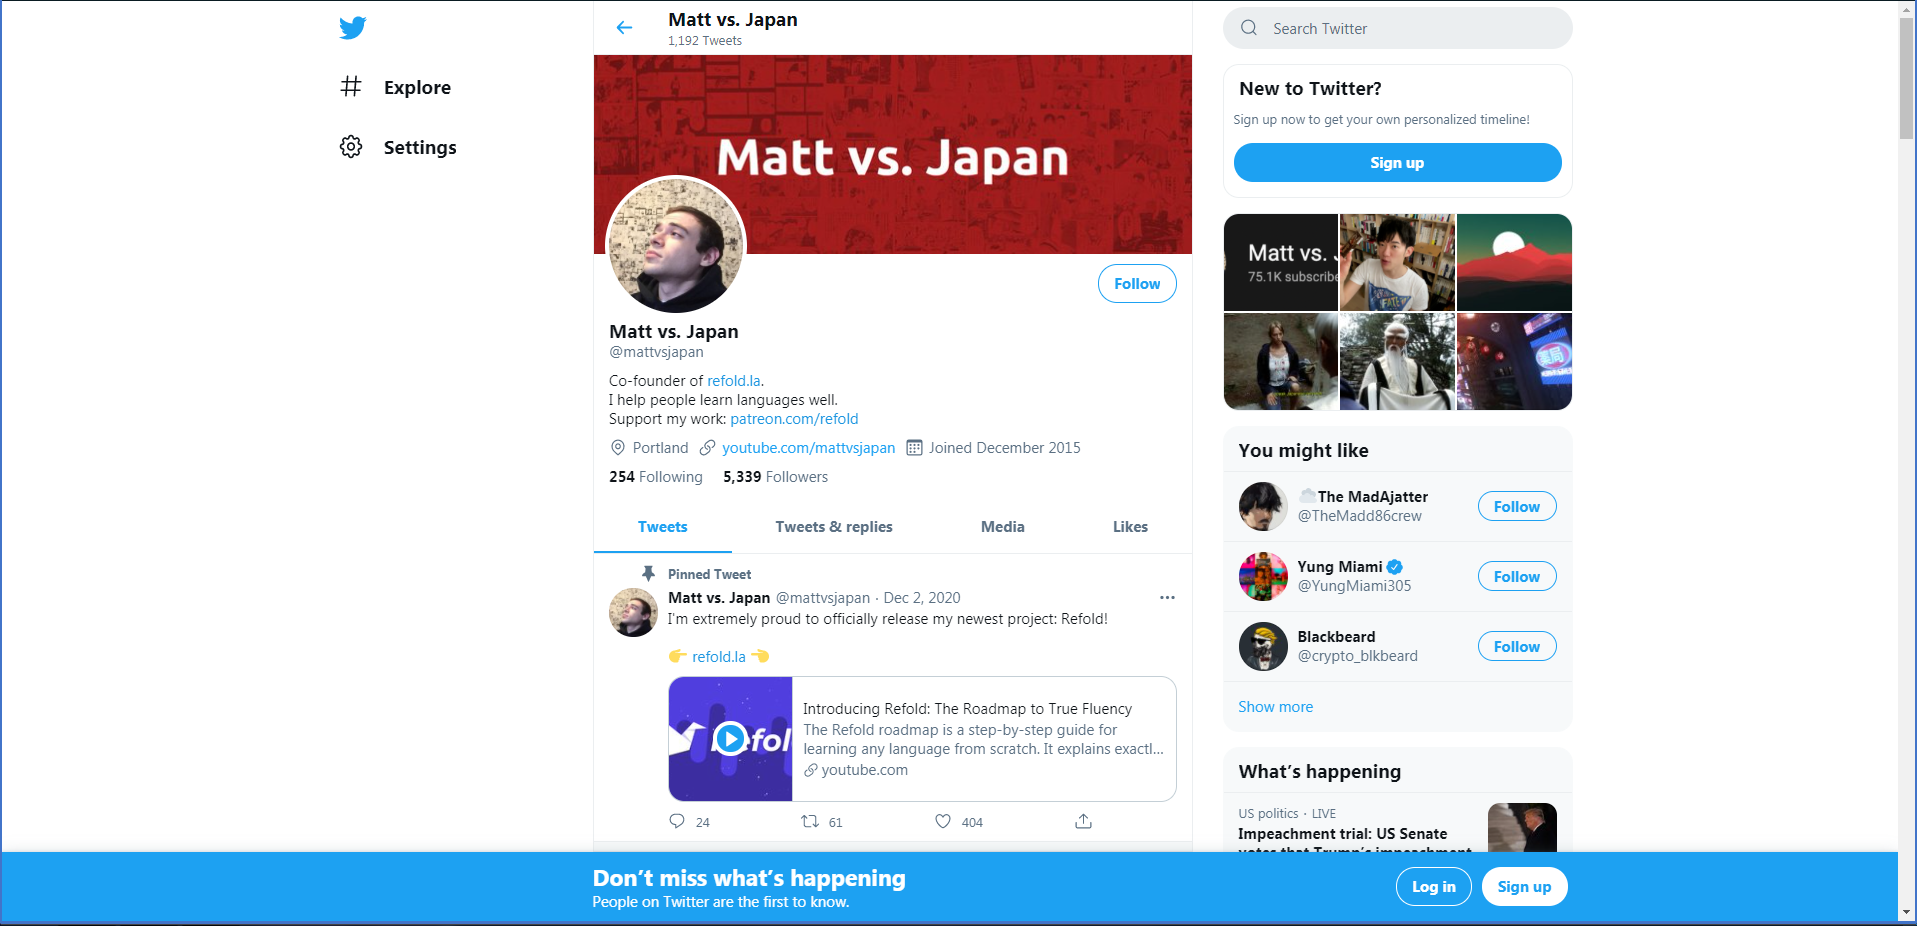 Explore
Settings
Matt vs. Japan
1,192 Tweets
Matt vs. Japan
Follow
Matt vs. Japan
@mattvsjapan
Co-founder of refold.la.
I help people learn languages well.
Support my work: patreon.com/refold
Portland youtube.com/mattvsjapan Joined December 2015
254 Following 5,339 Followers
Tweets Tweets & replies Media Likes
Pinned Tweet
Matt vs. Japan @mattvsjapan · Dec 2, 2020
I'm extremely proud to officially release my newest project: Refold!
👉 refold.la 👈
Introducing Refold: The Roadmap to True Fluency
The Refold roadmap is a step-by-step guide for
learning any language from scratch. It explains exactl...
youtube.com
24 61 404
Search Twitter
New to Twitter?
Sign up now to get your own personalized timeline!
Sign up
Matt vs. J
75.1K subscribe
薬局
You might like
☁️The MadAjatter
@TheMadd86crew
Follow
Yung Miami
@YungMiami305
Follow
Blackbeard
@crypto_blkbeard
Follow
Show more
What's happening
US politics · LIVE
Impeachment trial: US Senate
votes that Trump's impeachment
Don't miss what's happening
People on Twitter are the first to know.
Log in
Sign up